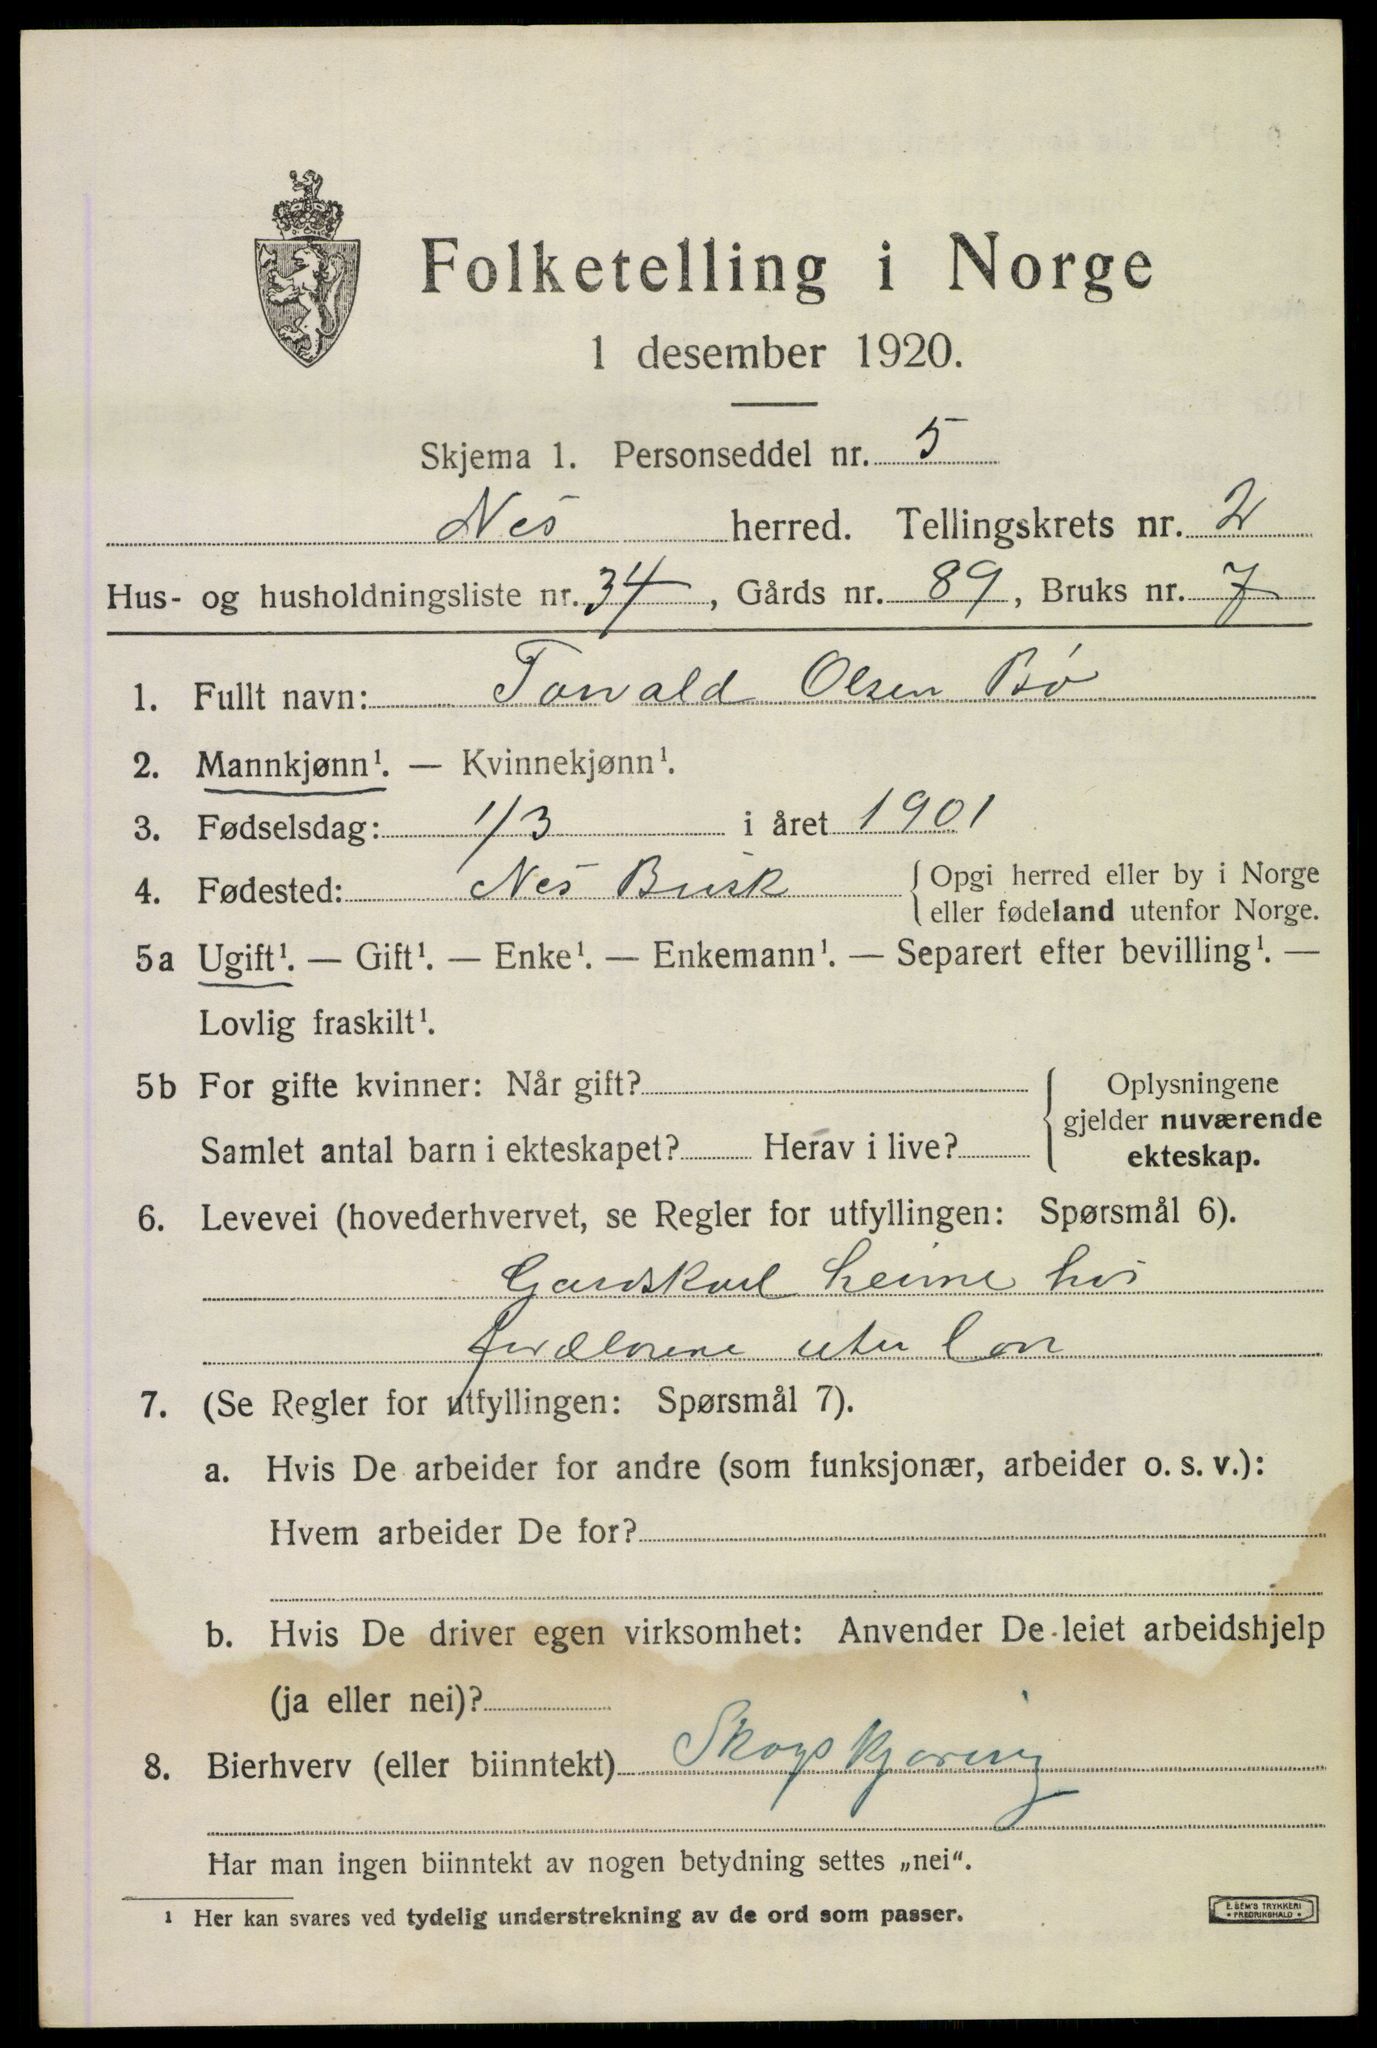 Folketelling i Norge
1 desember 1920.
Skjema 1. Personseddel nr. 5
Nes herred. Tellingskrets nr. 2
Hus- og husholdningsliste nr. 34, Gårds nr. 89, Bruks nr. 7
1. Fullt navn: Torvald Olsen Bø
2. Mannkjønn¹. — Kvinnekjønn¹.
3. Fødselsdag: 1/3 i året 1901
4. Fødested: Nes Busk { Opgi herred eller by i Norge
eller fødeland utenfor Norge.
5a Ugift¹. — Gift¹. — Enke¹. — Enkemann¹. — Separert efter bevilling¹. —
Lovlig fraskilt¹.
5b For gifte kvinner: Når gift? { Oplysningene
gjelder nuværende
Samlet antal barn i ekteskapet? Herav i live? ekteskap.
6. Levevei (hovederhvervet, se Regler for utfyllingen: Spørsmål 6).
Gardskarl heime hos
forældrene uten løn
7. (Se Regler for utfyllingen: Spørsmål 7).
a. Hvis De arbeider for andre (som funksjonær, arbeider o. s. v.):
Hvem arbeider De for?
b. Hvis De driver egen virksomhet: Anvender De leiet arbeidshjelp
(ja eller nei)?
8. Bierhverv (eller biinntekt) Skogskjøring
Har man ingen biinntekt av nogen betydning settes „nei“.
¹ Her kan svares ved tydelig understrekning av de ord som passer.
E. SEM'S TRYKKERI
• FREDRIKSHALD •